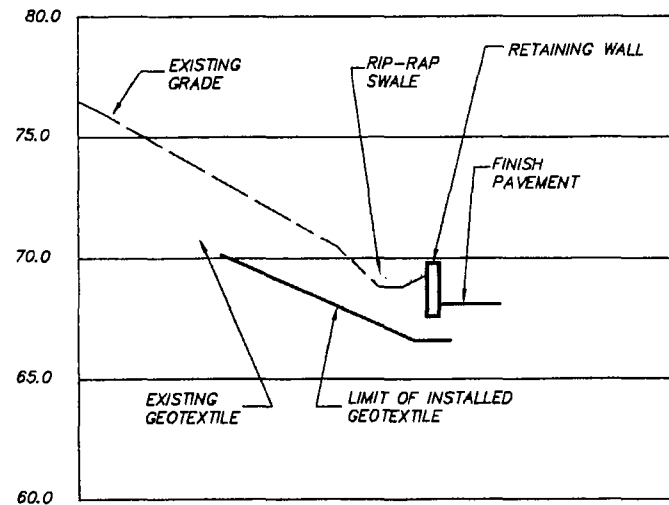 80.0
EXISTING
GRADE
RIP-RAP
SWALE
RETAINING WALL
75.0
FINISH
PAVEMENT
70.0
65.0
EXISTING
GEOTEXTILE
LIMIT OF INSTALLED
GEOTEXTILE
60.0